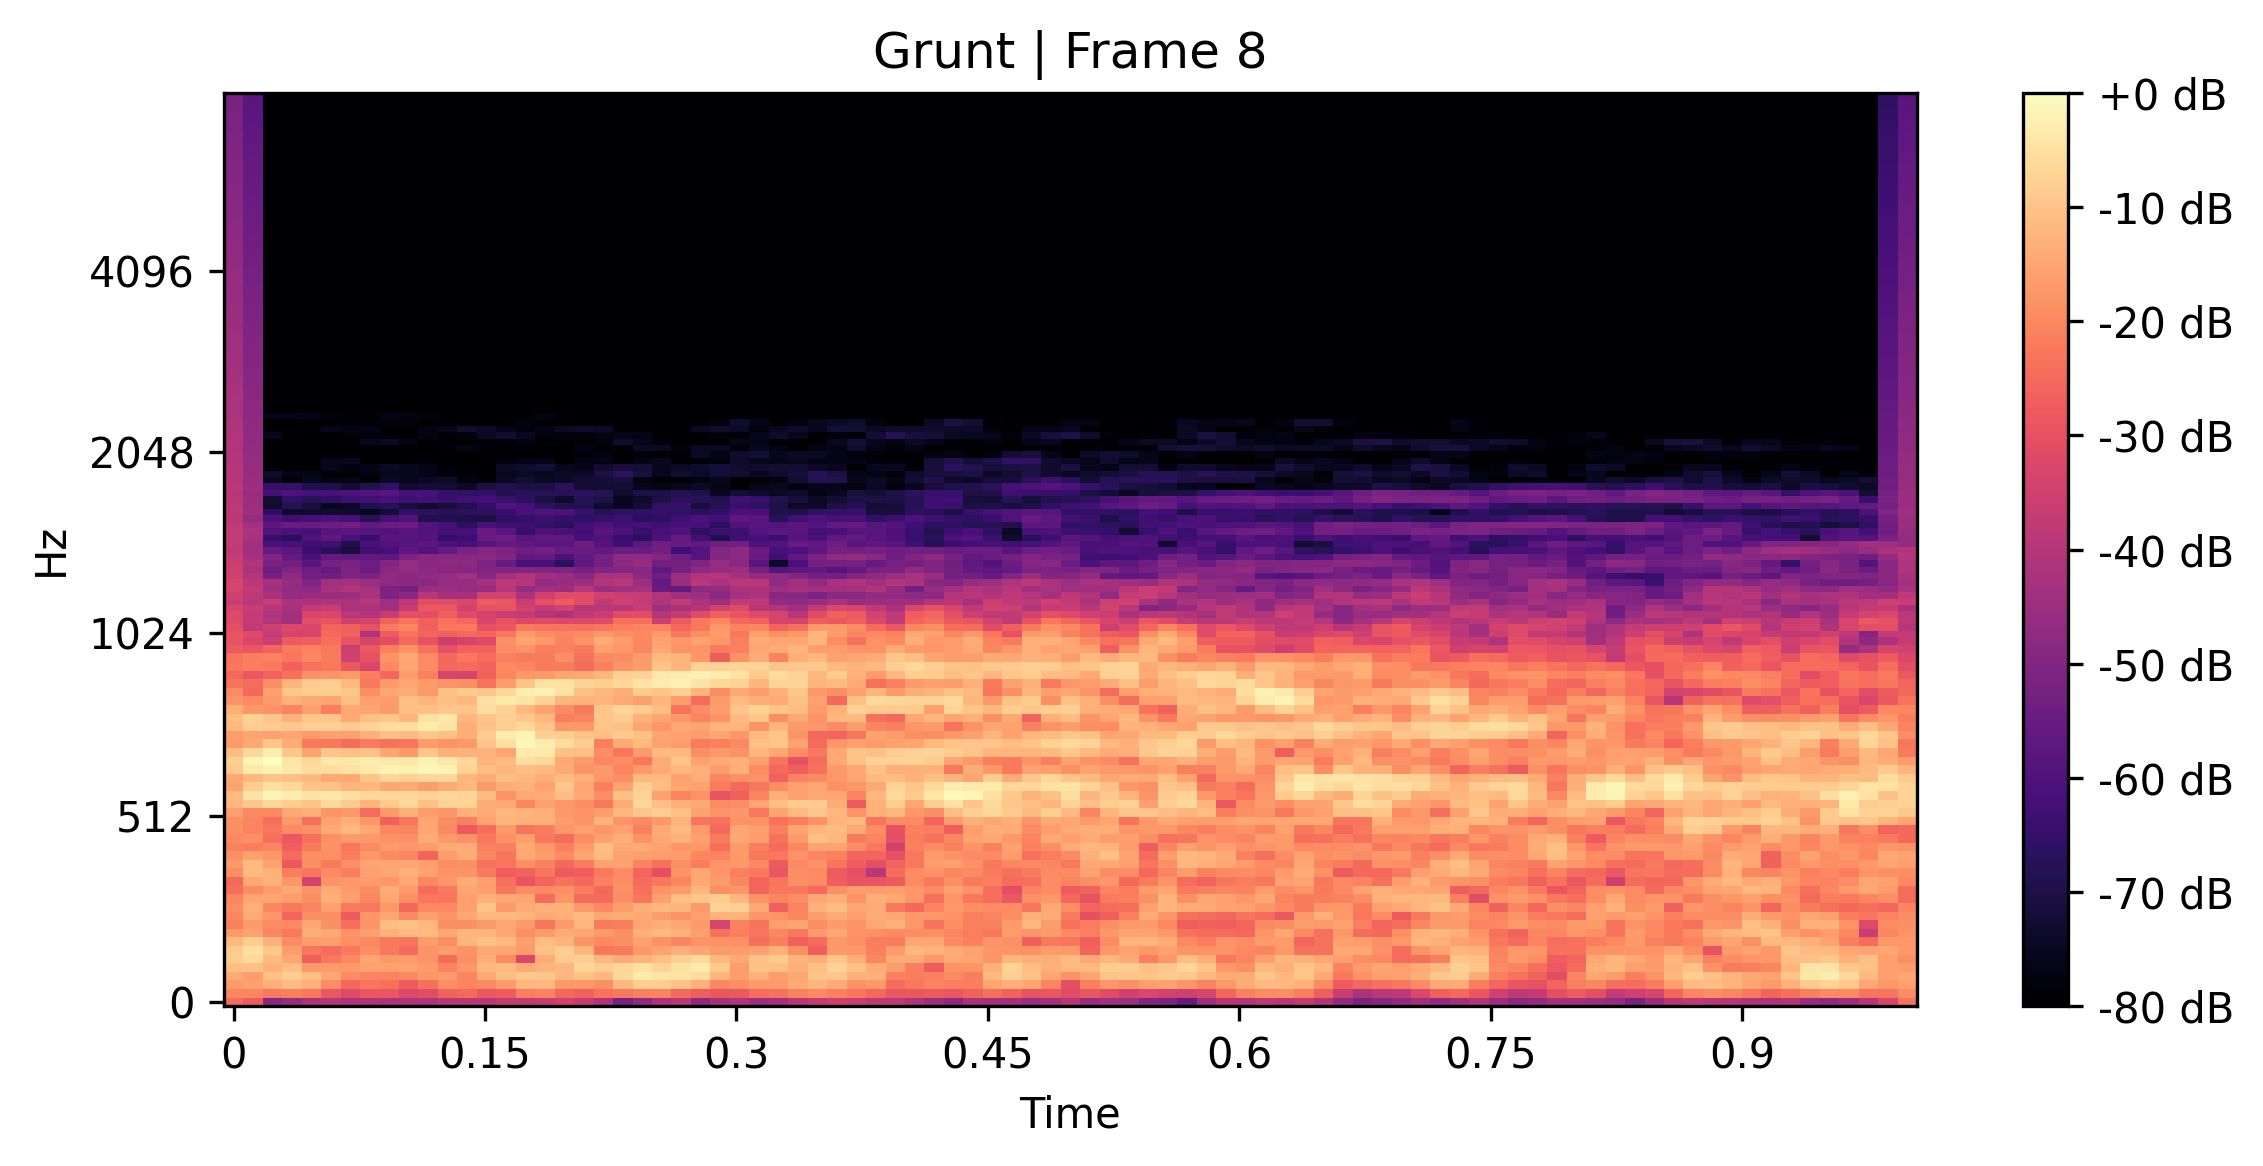 Grunt | Frame 8
+0 dB
-10 dB
-20 dB
-30 dB
-40 dB
-50 dB
-60 dB
-70 dB
-80 dB
Hz
4096
2048
1024
512
0
0 0.15 0.3 0.45 0.6 0.75 0.9
Time